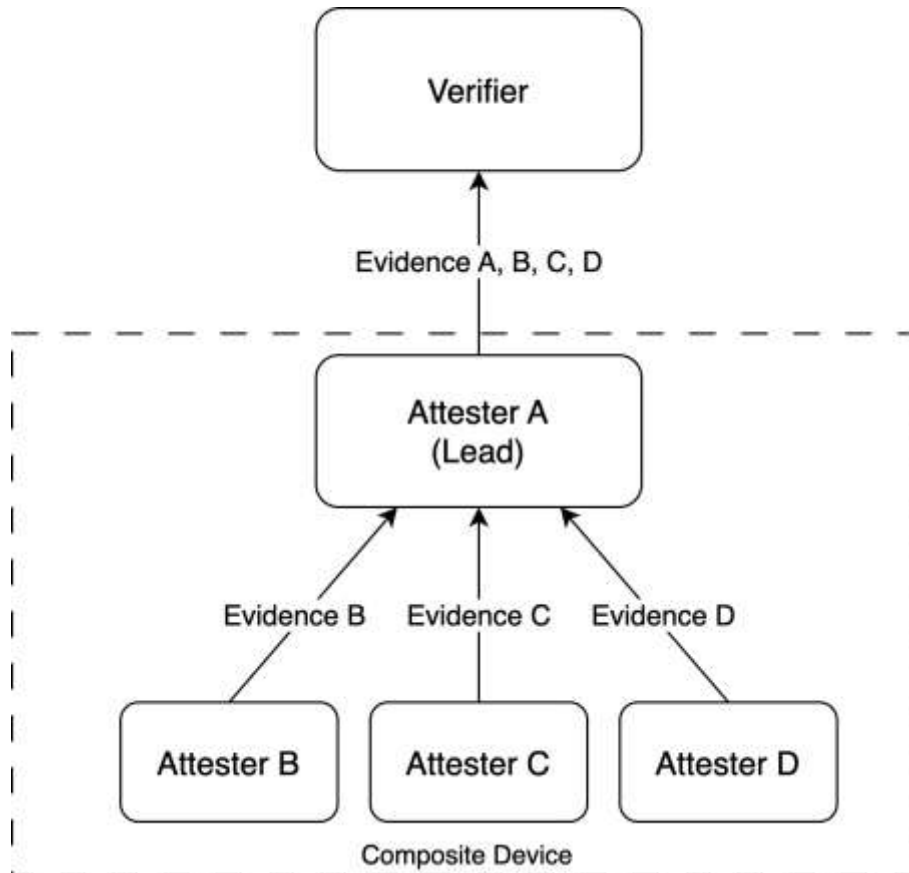 Verifier
Evidence A, B, C, D
Attester A
(Lead)
Evidence B
Evidence C
Evidence D
Attester B
Attester C
Attester D
Composite Device